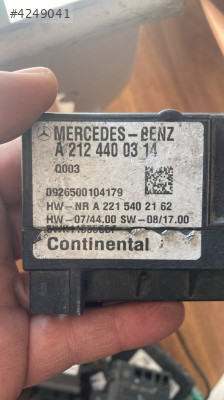 #4249041
MERCEDES-BENZ
A 212 440 03 14
Q003
0926500104179
HW-NR A 221 540 21 62
HW-07/44.00 SW-08/17.00
Continental